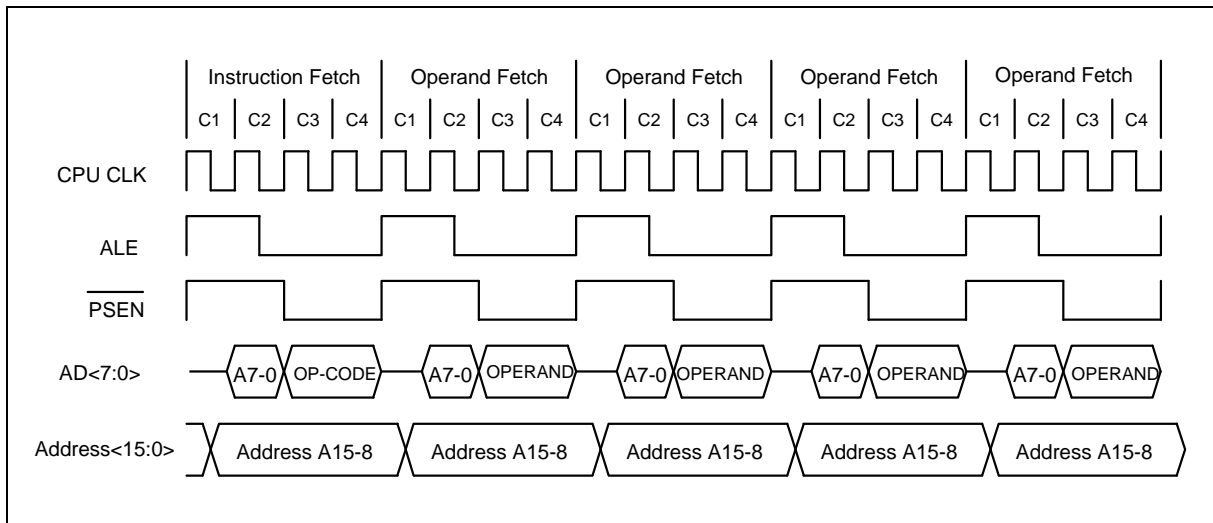 Instruction Fetch Operand Fetch Operand Fetch Operand Fetch Operand Fetch
C1 C2 C3 C4 C1 C2 C3 C4 C1 C2 C3 C4 C1 C2 C3 C4 C1 C2 C3 C4
CPU CLK
ALE
PSEN
AD<7:0> A7-0 OP-CODE A7-0 OPERAND A7-0 OPERAND A7-0 OPERAND A7-0 OPERAND
Address<15:0> Address A15-8 Address A15-8 Address A15-8 Address A15-8 Address A15-8